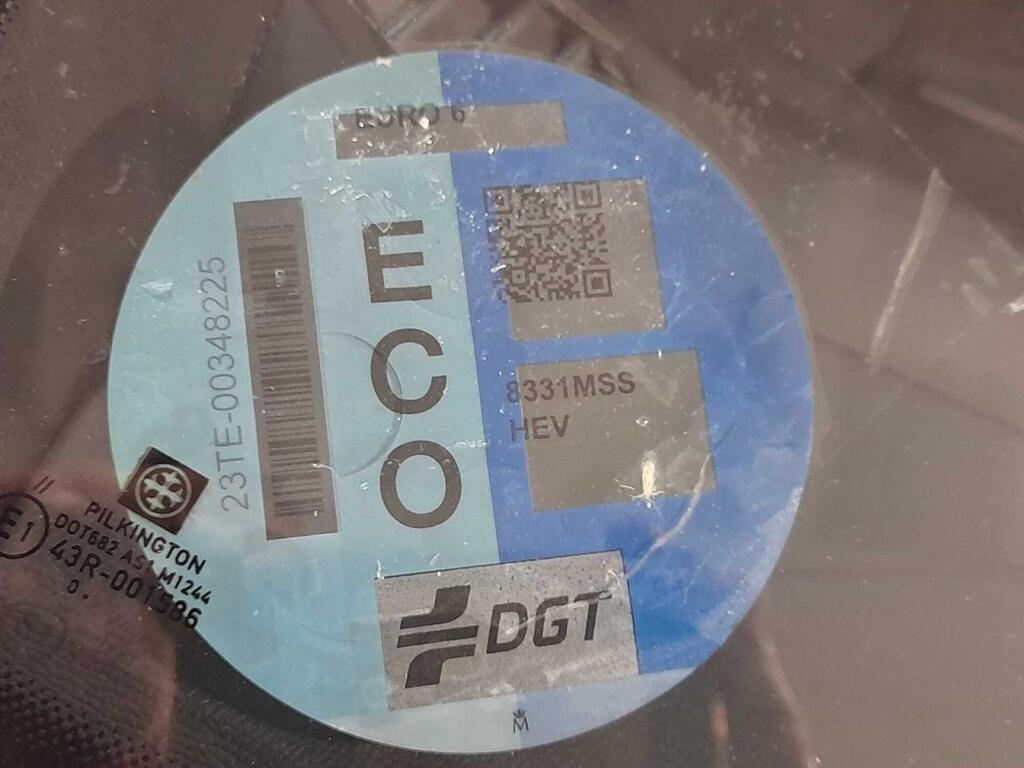 EURO 6
ECO
23TE-00348225
8331MSS
HEV
DGT
M
PILKINGTON
DOT682 AS1 M1244
43R-001586
E1